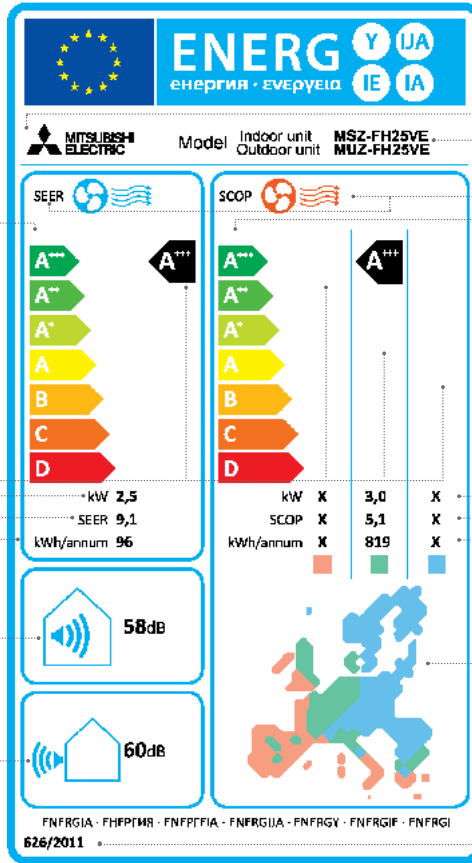 ENERG Y IJA
енергия · ενεργεια IE IA
MITSUBISHI
ELECTRIC
Model Indoor unit MSZ-FH25VE
Outdoor unit MUZ-FH25VE
SEER
A+++ A+++
A++
A+
A
B
C
D
kW 2,5
SEER 9,1
kWh/annum 96
SCOP
A+++ A+++
A++
A+
A
B
C
D
kW X 3,0 X
SCOP X 5,1 X
kWh/annum X 819 X
58dB
60dB
ENERGIA · ЕНЕРГИЯ · ΕΝΕΡΓΕΙΑ · ENERGIJA · ENERGY · ENERGIE · ENERGI
626/2011